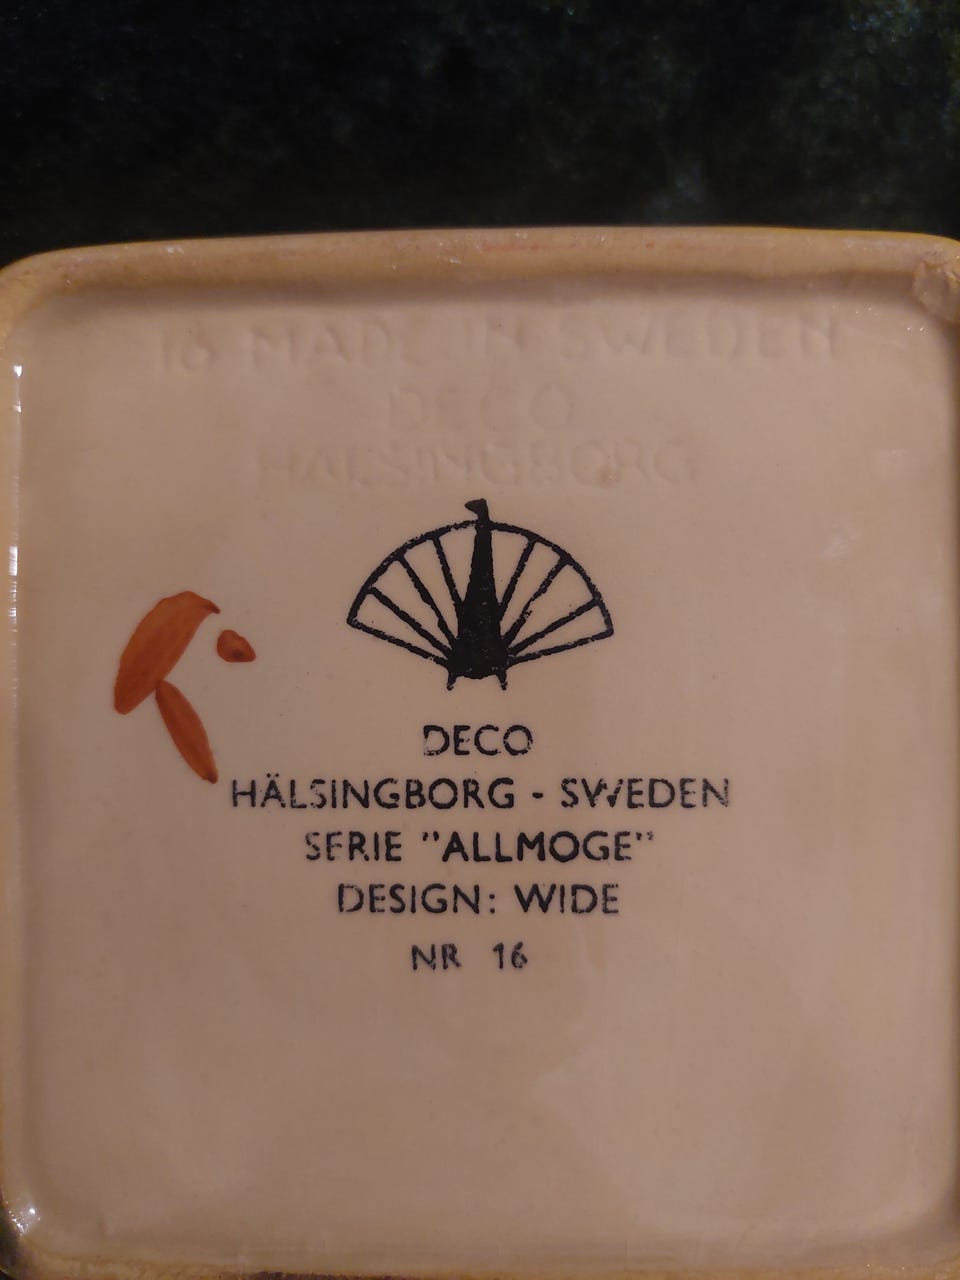 16 MADE IN SWEDEN
DECO
HÄLSINGBORG
DECO
HÄLSINGBORG - SWEDEN
SERIE "ALLMOGE"
DESIGN: WIDE
NR 16